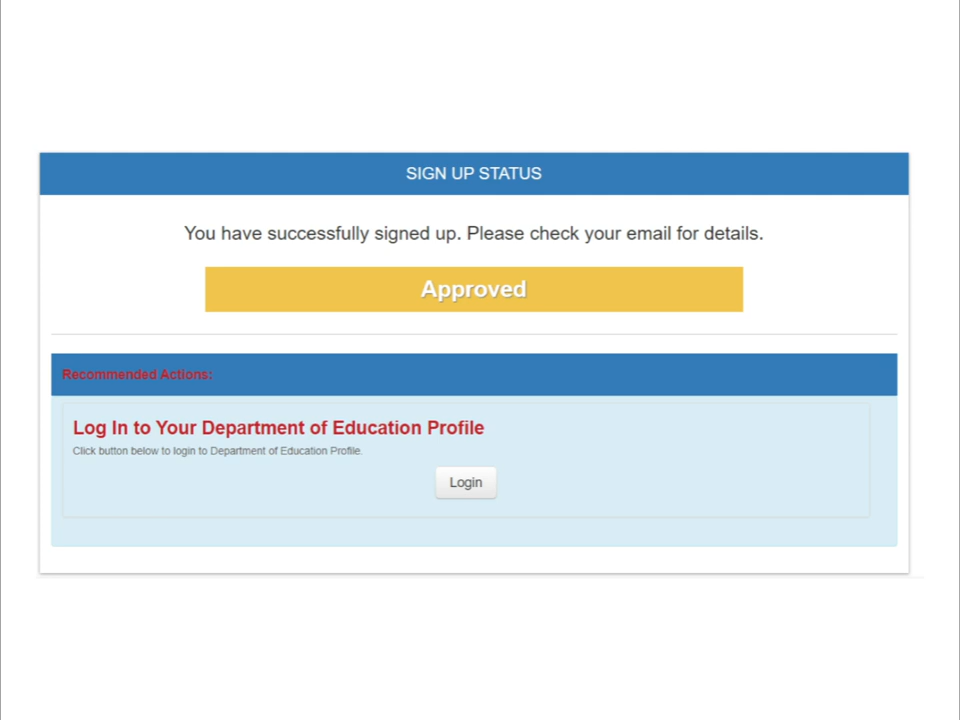 SIGN UP STATUS
You have successfully signed up. Please check your email for details.
Approved
Recommended Actions:
Log In to Your Department of Education Profile
Click button below to login to Department of Education Profile.
Login